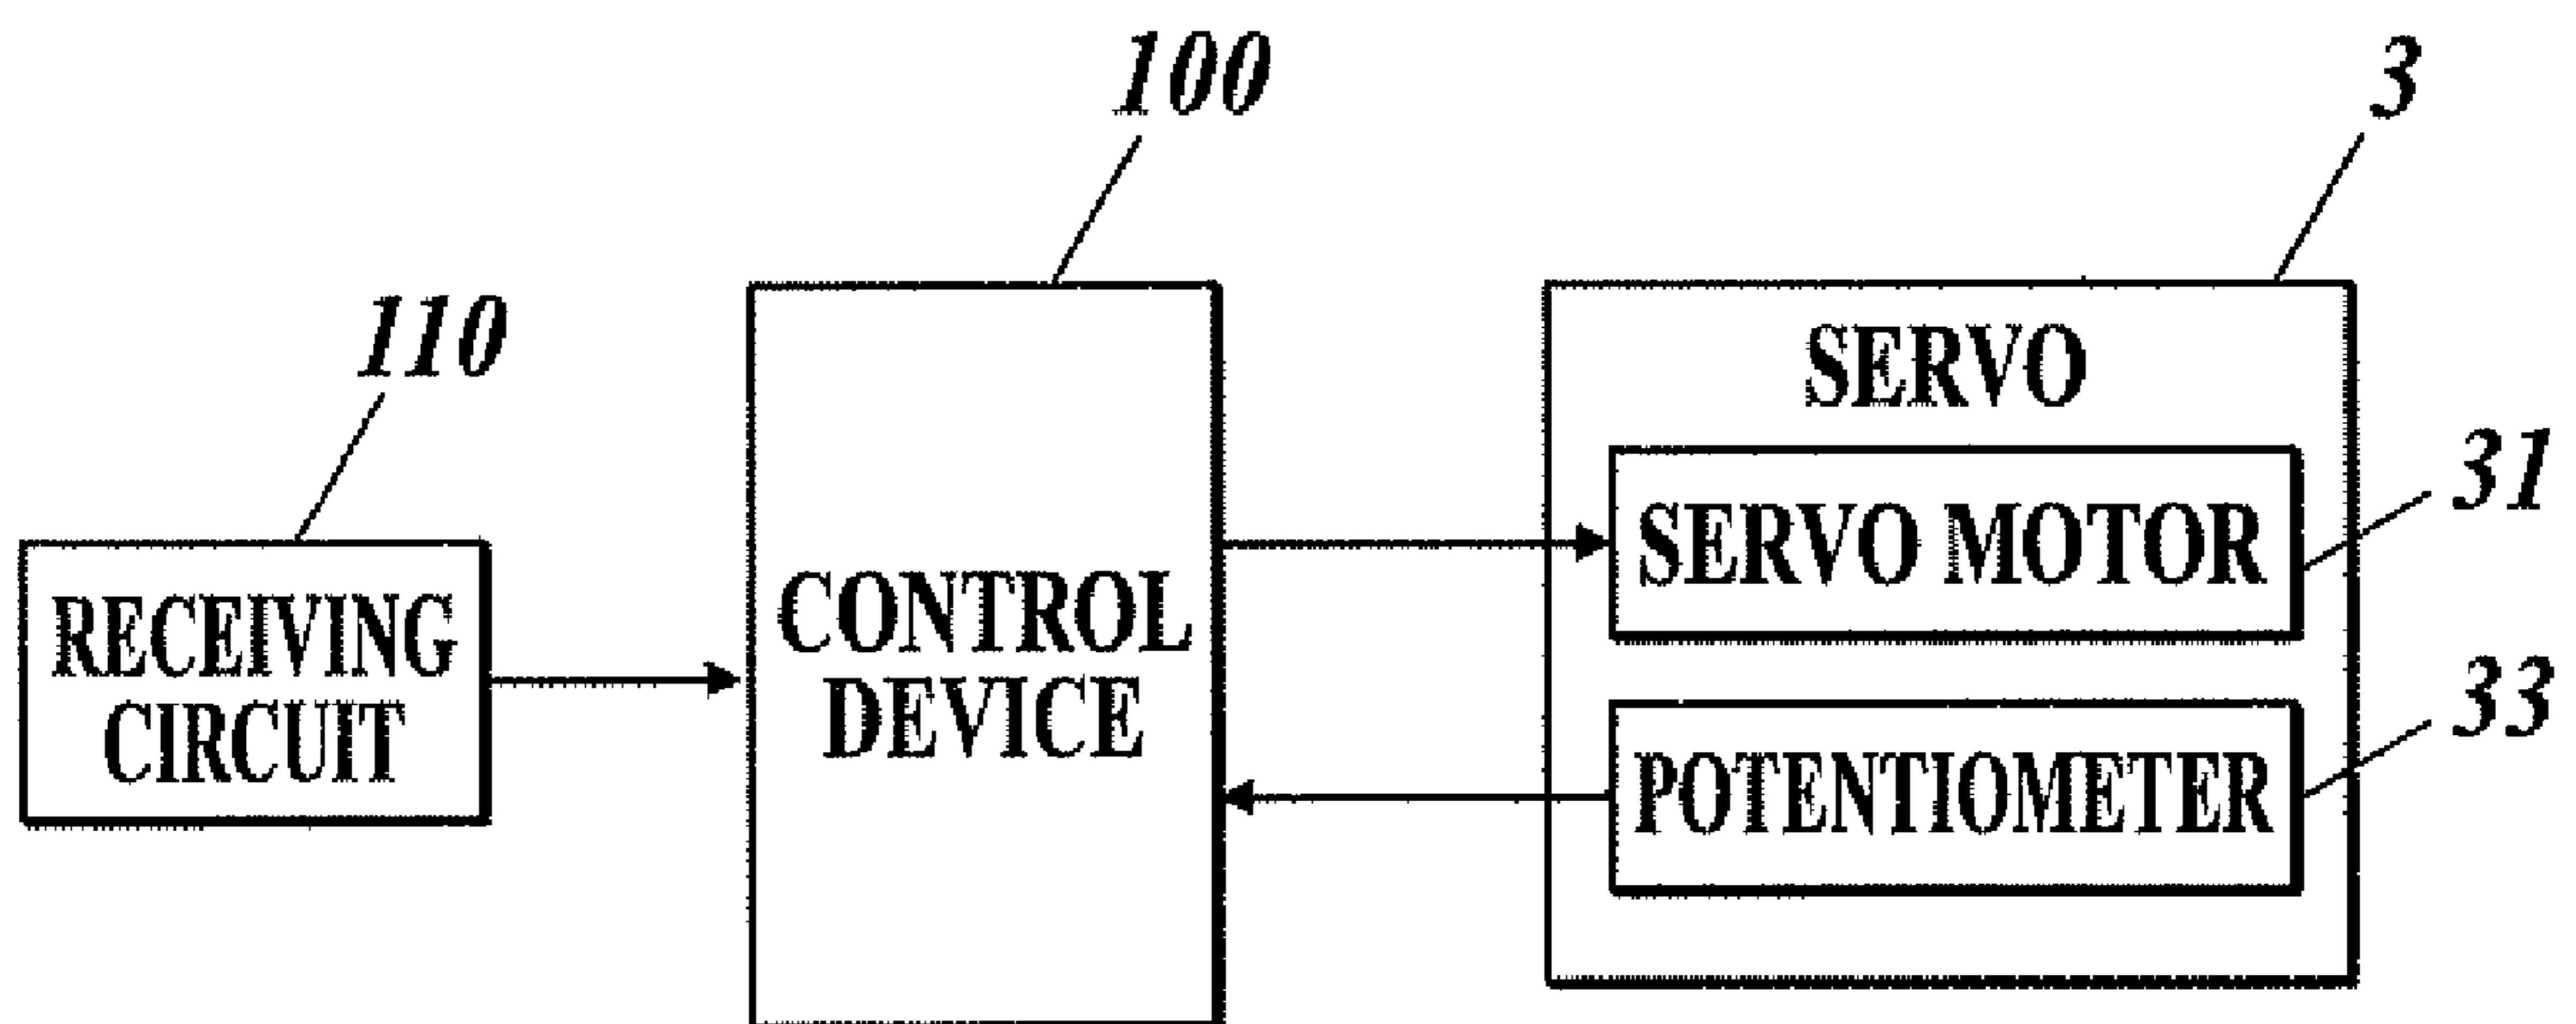 100
3
110
SERVO
31
SERVO MOTOR
RECEIVING
CIRCUIT
CONTROL
DEVICE
33
POTENTIOMETER